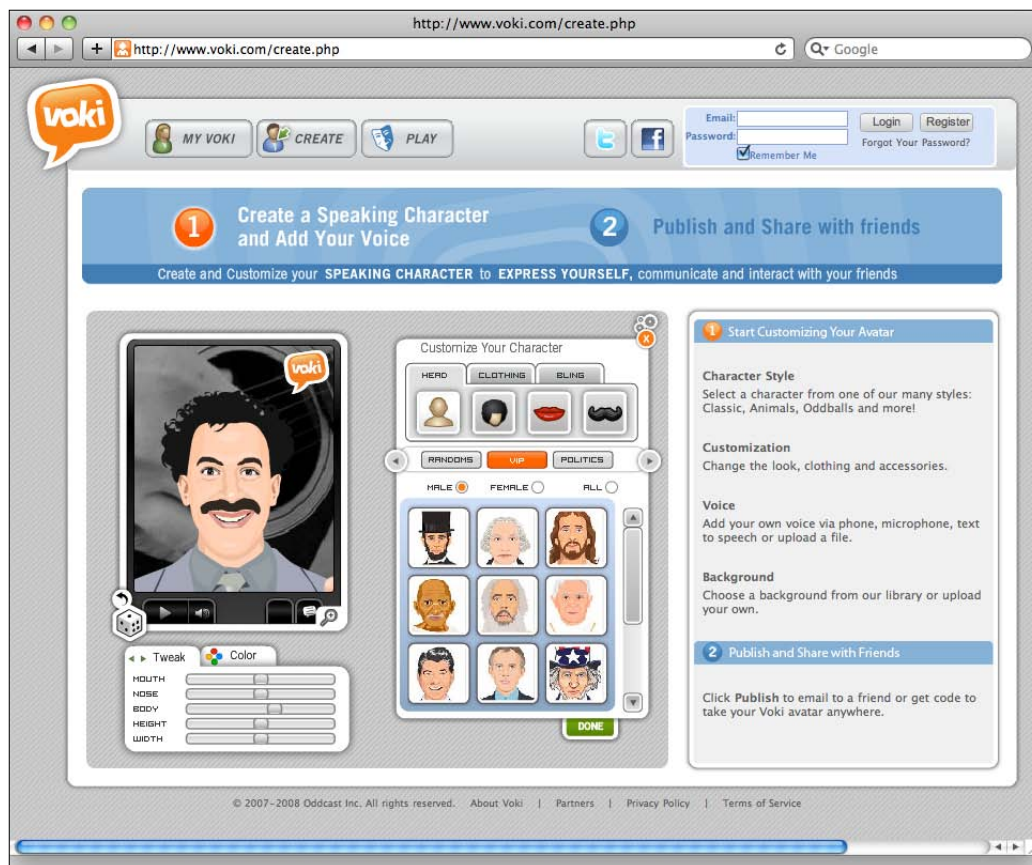 http://www.voki.com/create.php
http://www.voki.com/create.php
Google
voki
MY VOKI
CREATE
PLAY
Email:
Password:
Remember Me
Login
Register
Forgot Your Password?
1
Create a Speaking Character
and Add Your Voice
2
Publish and Share with friends
Create and Customize your SPEAKING CHARACTER to EXPRESS YOURSELF, communicate and interact with your friends
voki
Tweak
Color
MOUTH
NOSE
BODY
HEIGHT
WIDTH
X
Customize Your Character
HEAD
CLOTHING
BLING
RANDOMS
VIP
POLITICS
MALE
FEMALE
ALL
DONE
1 Start Customizing Your Avatar
Character Style
Select a character from one of our many styles:
Classic, Animals, Oddballs and more!
Customization
Change the look, clothing and accessories.
Voice
Add your own voice via phone, microphone, text
to speech or upload a file.
Background
Choose a background from our library or upload
your own.
2 Publish and Share with Friends
Click Publish to email to a friend or get code to
take your Voki avatar anywhere.
© 2007-2008 Oddcast Inc. All rights reserved. About Voki | Partners | Privacy Policy | Terms of Service